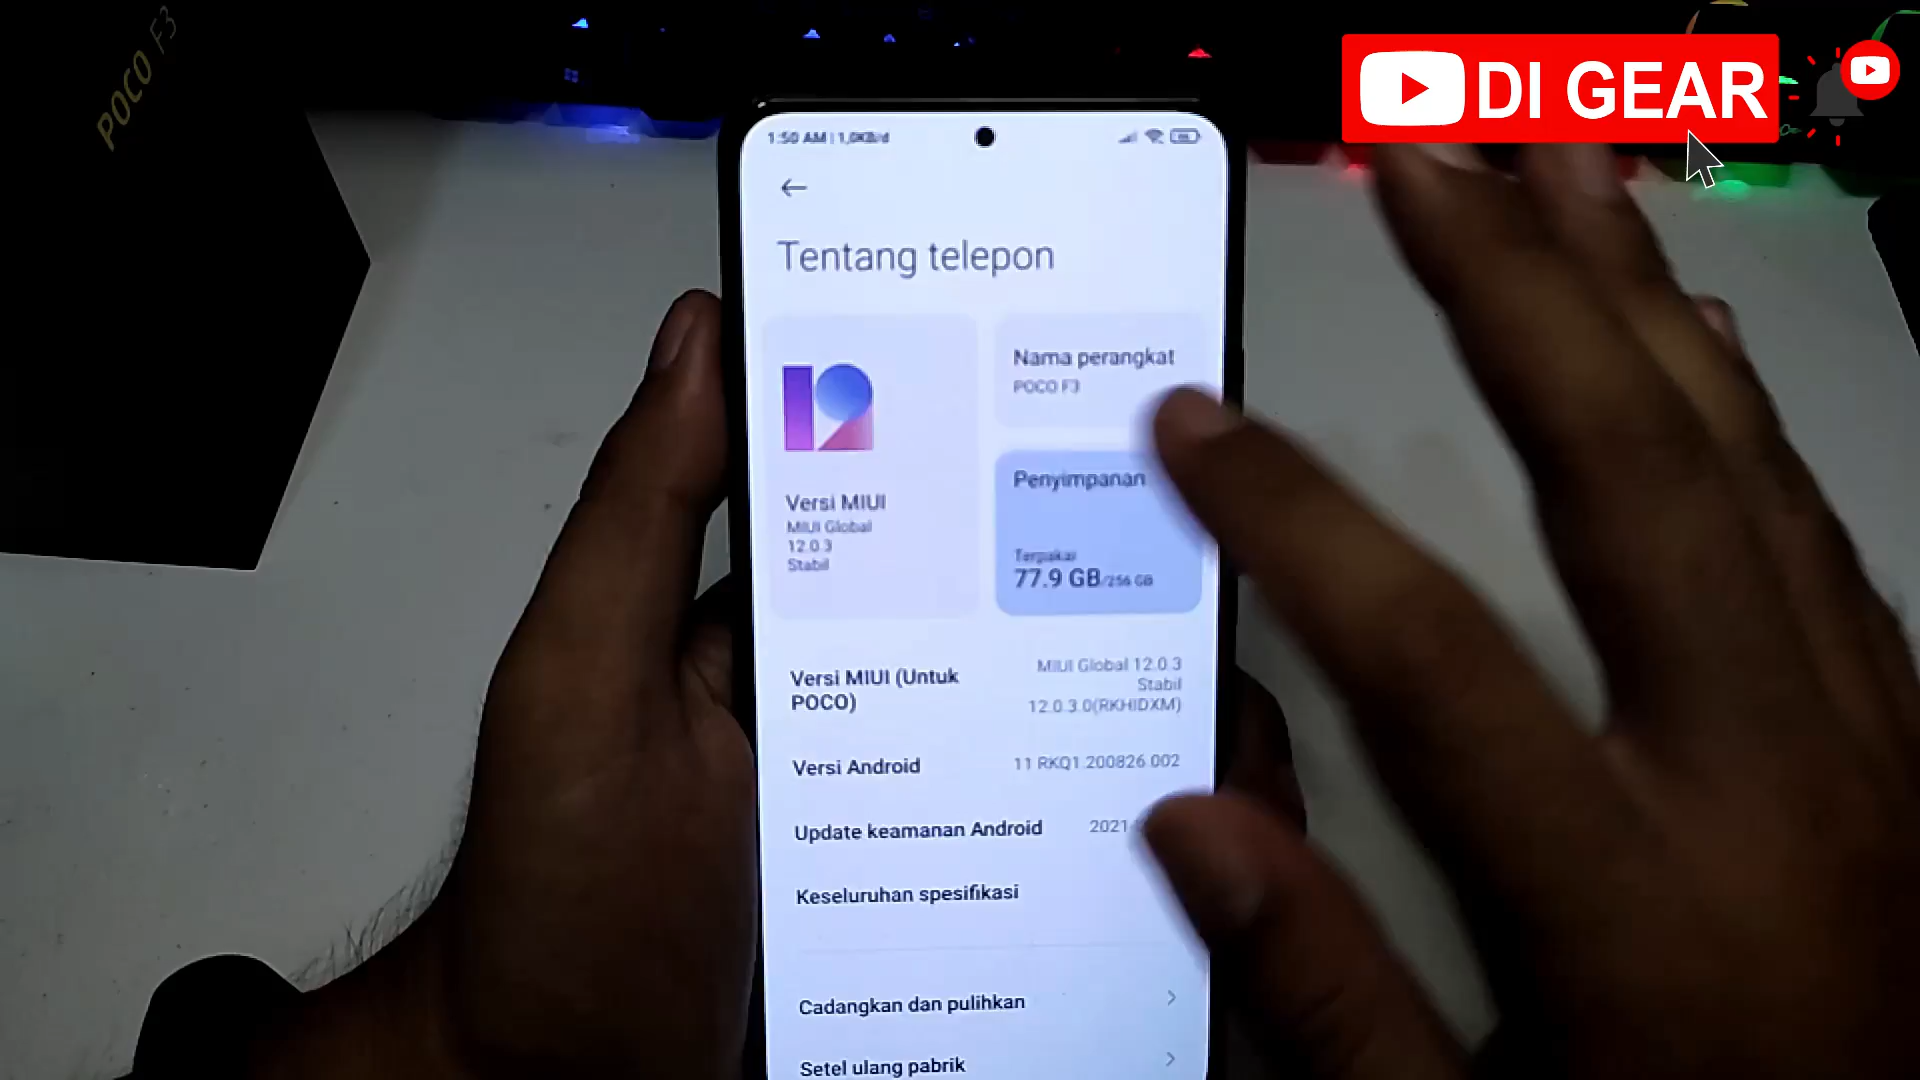 POCO F3
DI GEAR
1:50 AM | 1,0KB/d
Tentang telepon
12
Versi MIUI
MIUI Global
12.0.3
Stabil
Nama perangkat
POCO F3
Penyimpanan
Terpakai
77.9 GB/256 GB
Versi MIUI (Untuk
POCO)
MIUI Global 12.0.3
Stabil
12.0.3.0(RKHIDXM)
Versi Android
11 RKQ1.200826.002
Update keamanan Android
2021
Keseluruhan spesifikasi
Cadangkan dan pulihkan
Setel ulang pabrik